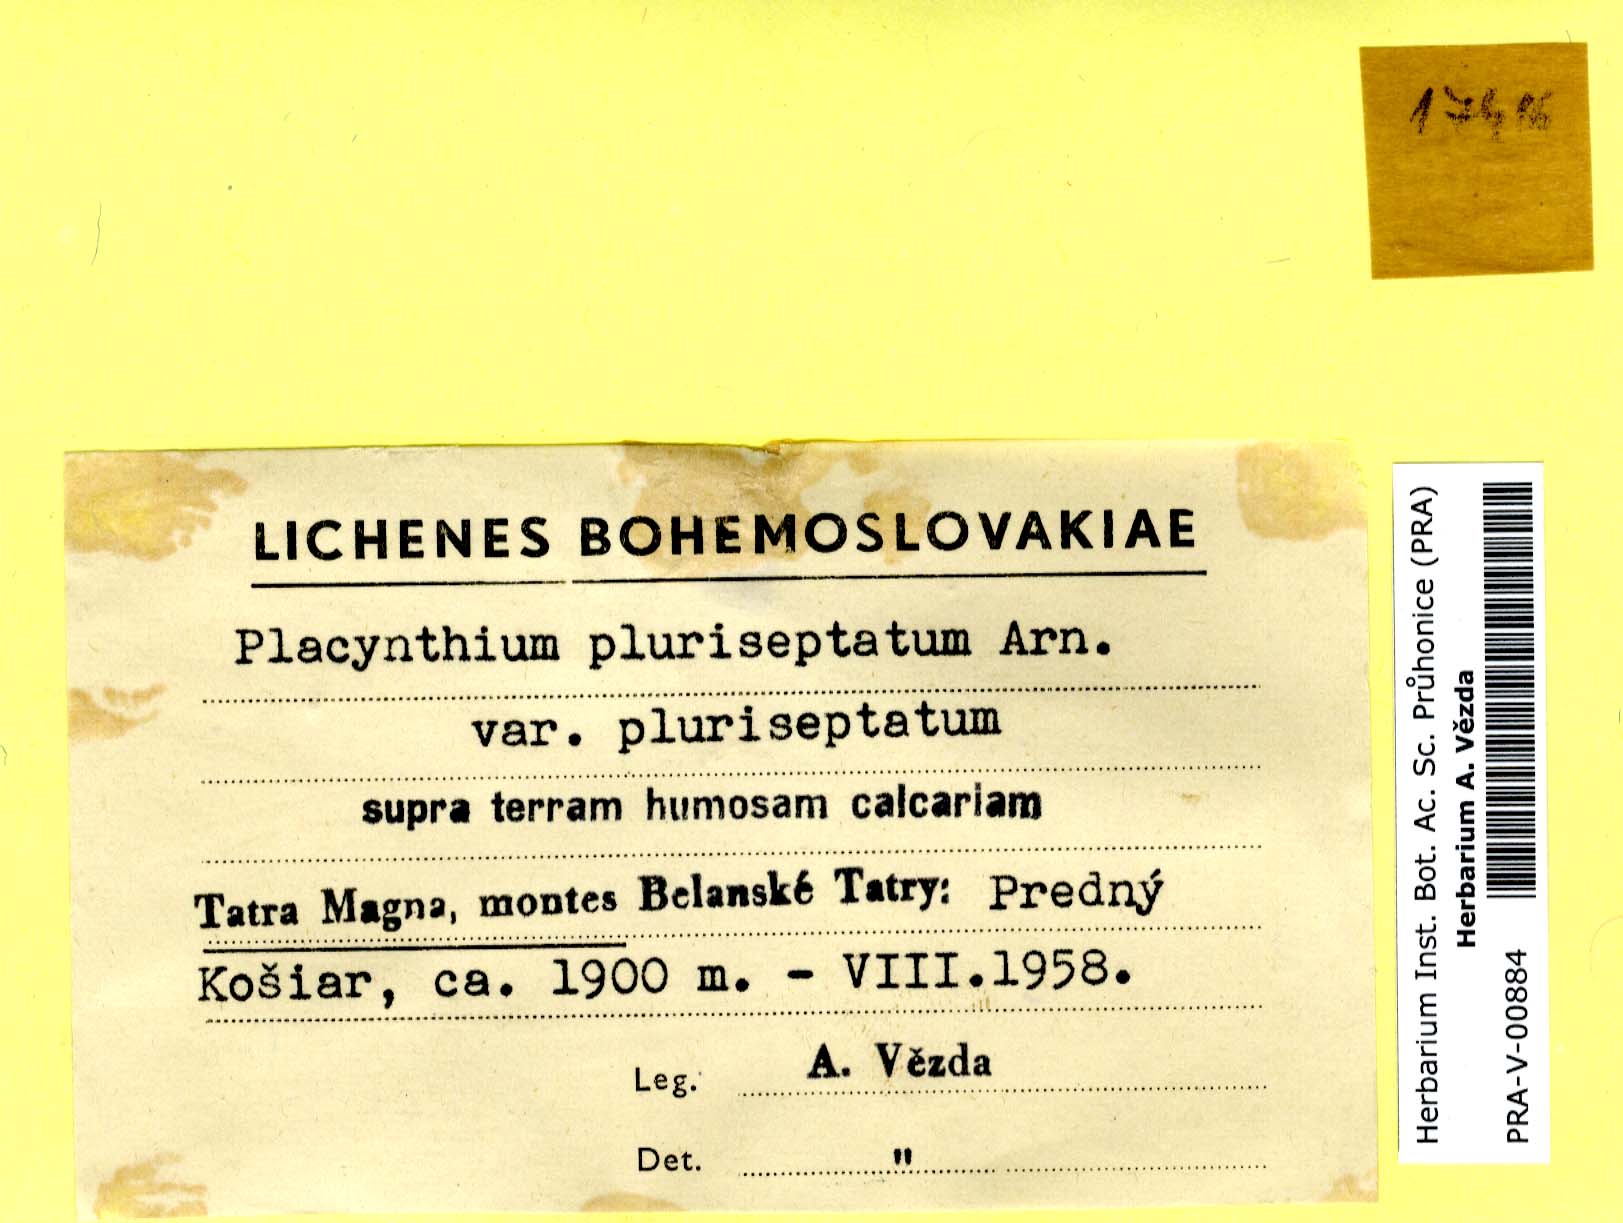 LICHENES BOHEMOSLOVAKIAE
Placynthium pluriseptatum Arn.
var. pluriseptatum
supra terram humosam calcariam
Tatra Magna, montes Belanské Tatry: Predný
Košiar, ca. 1900 m. - VIII.1958.
Leg. A. Vězda
Det. "
Herbarium Inst. Bot. Ac. Sc. Průhonice (PRA)
Herbarium A. Vězda
PRA-V-00884